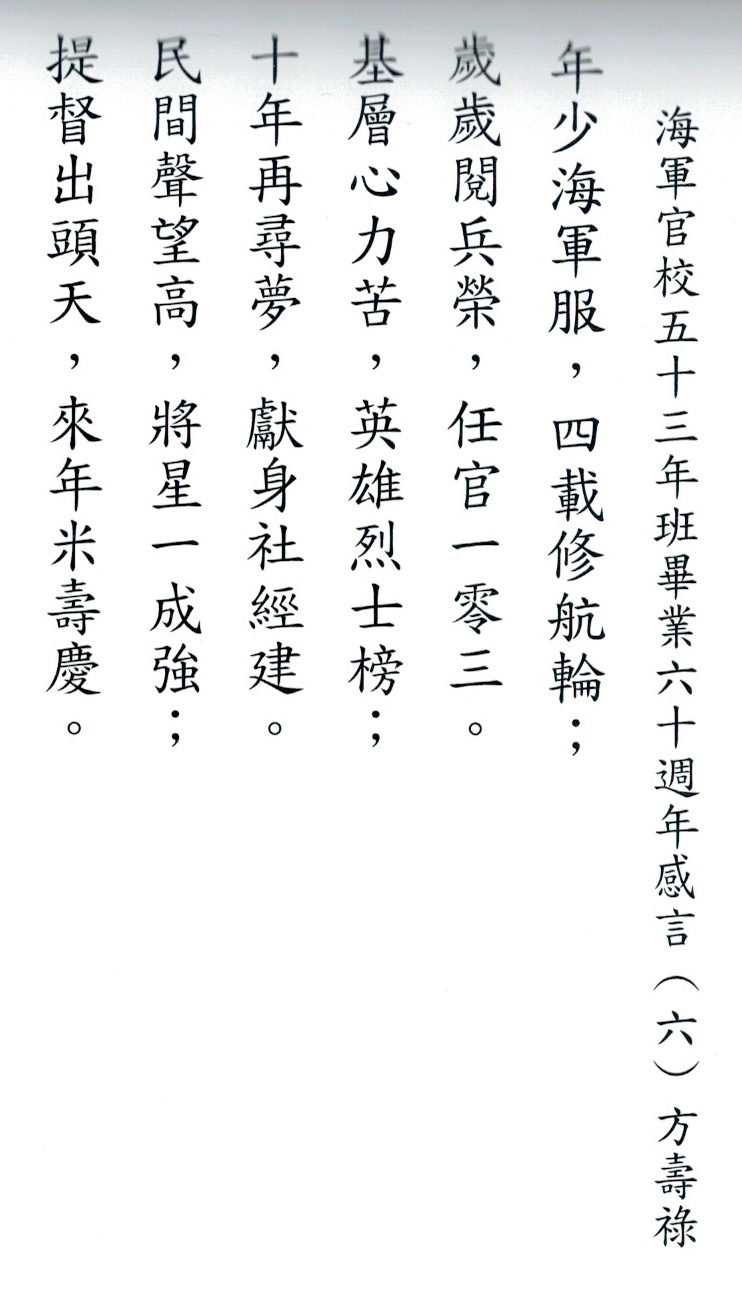 海軍官校五十三年班畢業六十週年感言（六）方壽祿
年少海軍服，四載修航輪；
歲歲閱兵榮，任官一零三。
基層心力苦，英雄烈士榜；
十年再尋夢，獻身社經建。
民間聲望高，將星一成強；
提督出頭天，來年米壽慶。